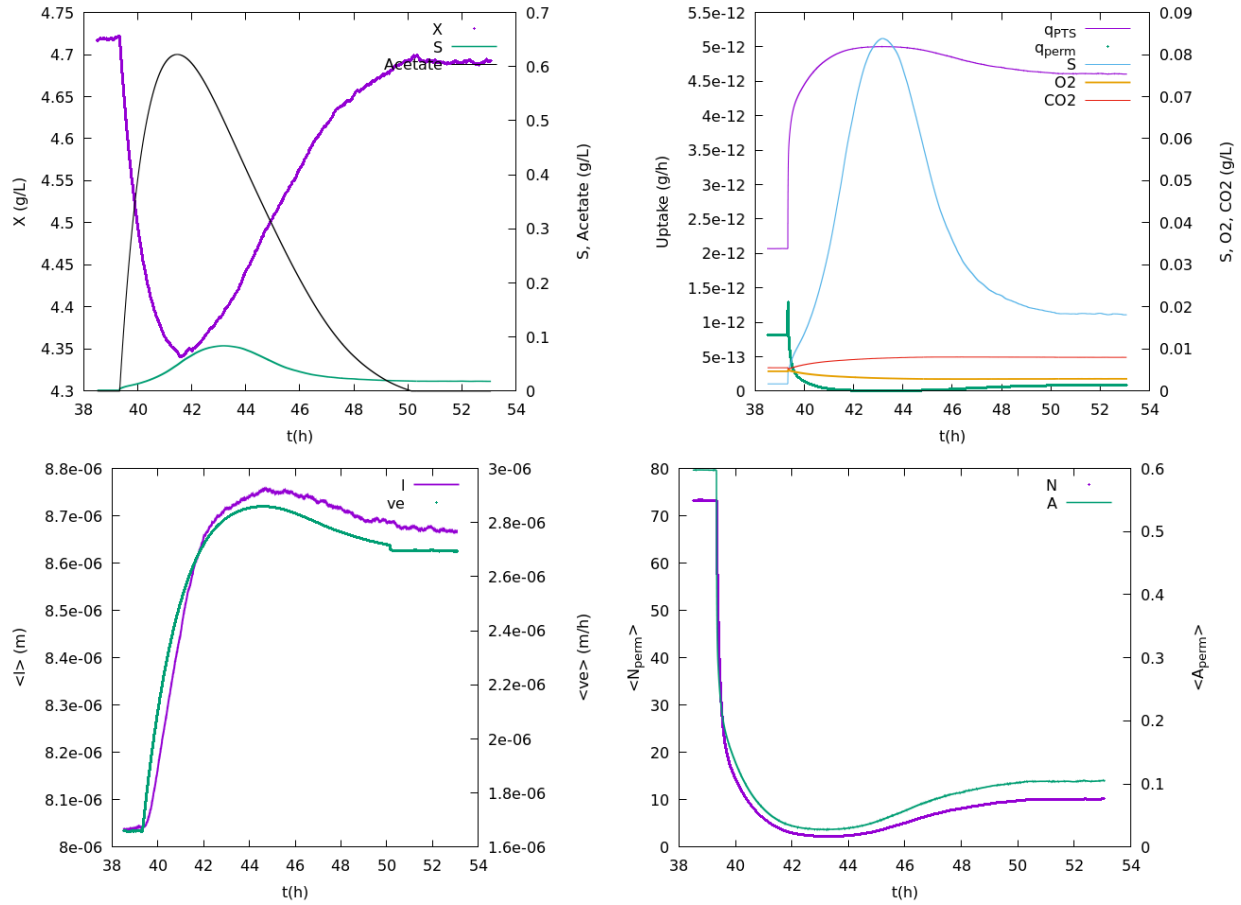 4.3
4.35
4.4
4.45
4.5
4.55
4.6
4.65
4.7
38 40 42 44 46 48 50 52 54
0
0.1
0.2
0.3
0.4
0.5
0.6
0.7
X (g/L)
S, Acetate (g/L)
t(h)
X
S
Acetate
0
5e-13
1e-12
1.5e-12
2e-12
2.5e-12
3e-12
3.5e-12
4e-12
4.5e-12
5e-12
5.5e-12
38 40 42 44 46 48 50 52 54
0
0.01
0.02
0.03
0.04
0.05
0.06
0.07
0.08
0.09
Uptake (g/h)
S, O2, CO2 (g/L)
t(h)
qPTS
qperm
S
O2
CO2
8e-06
8.1e-06
8.2e-06
8.3e-06
8.4e-06
8.5e-06
8.6e-06
8.7e-06
8.8e-06
38 40 42 44 46 48 50 52 54
1.6e-06
1.8e-06
2e-06
2.2e-06
2.4e-06
2.6e-06
2.8e-06
3e-06
<l> (m)
<ve> (m/h)
t(h)
l
ve
0
10
20
30
40
50
60
70
80
38 40 42 44 46 48 50 52 54
0
0.1
0.2
0.3
0.4
0.5
0.6
<Nperm>
<Aperm>
t(h)
N
A